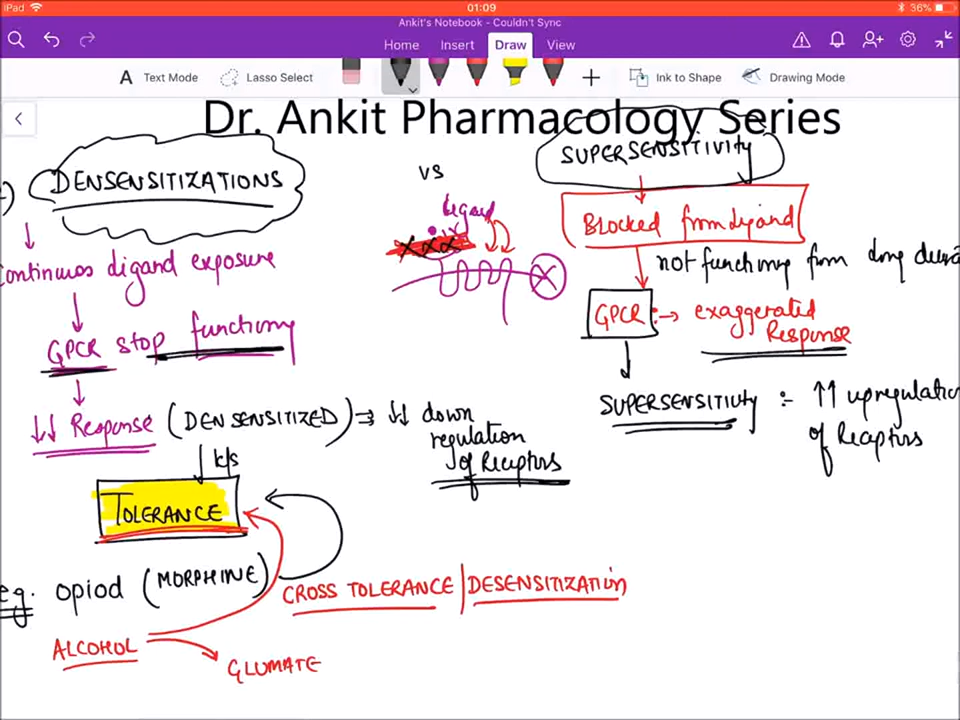 iPad
01:09
36%
Ankit's Notebook - Couldn't Sync
Home
Insert
Draw
View
Text Mode
Lasso Select
Ink to Shape
Drawing Mode
Dr. Ankit Pharmacology Series
DENSENSITIZATIONS
VS
SUPERSENSITIVITY
Ligand
XXX
X
Continuous ligand exposure
GPCR stop functioning
↓↓ Response (DENSENSITIZED) ⇒ ↓↓ down
regulation
of Receptors
k/s
TOLERANCE
eg. opiod (MORPHINE)
CROSS TOLERANCE | DESENSITIZATION
ALCOHOL
GLUMATE
Blocked from Ligand
not functiong from long
GPCR → exaggerated
Response
SUPERSENSITIVITY :- ↑↑ upregulation
of Receptors